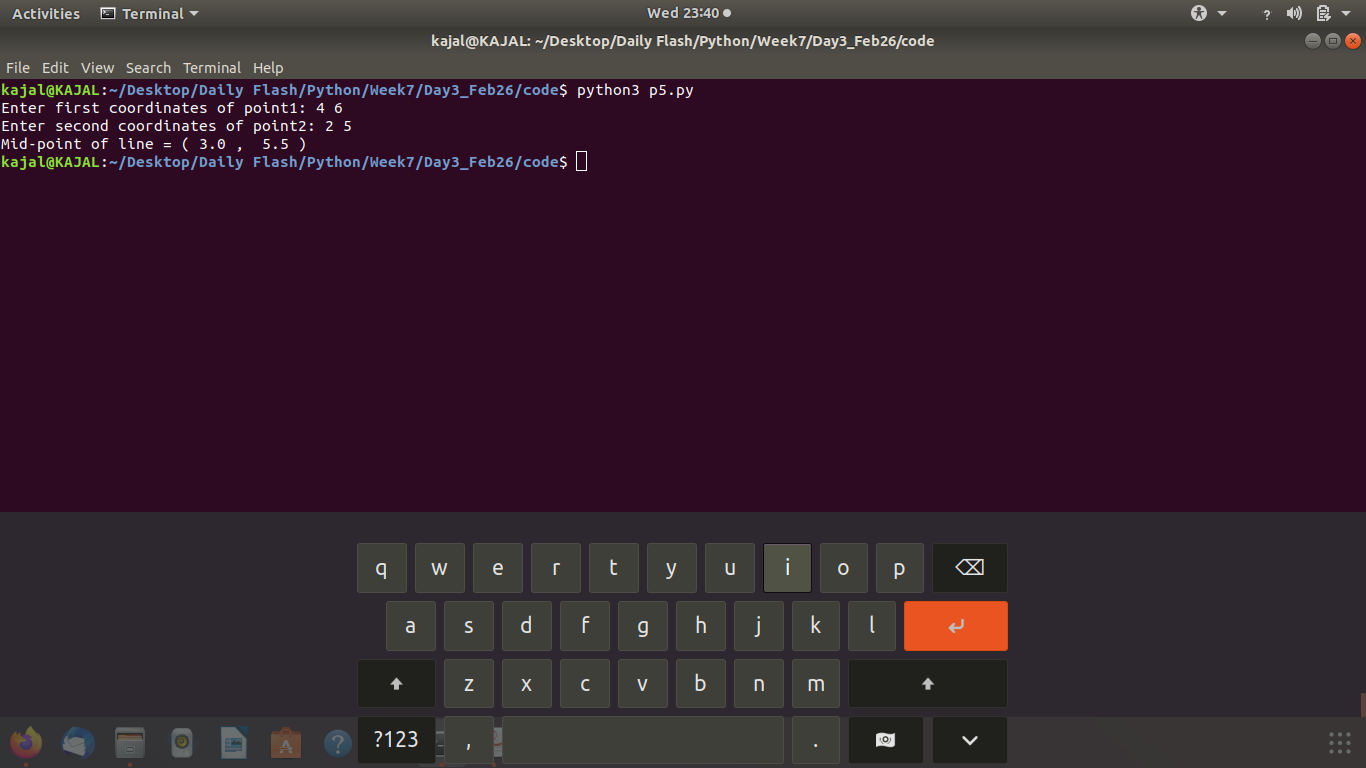 Activities Terminal Wed 23:40 ?
kajal@KAJAL: ~/Desktop/Daily Flash/Python/Week7/Day3_Feb26/code
File Edit View Search Terminal Help
kajal@KAJAL:~/Desktop/Daily Flash/Python/Week7/Day3_Feb26/code$ python3 p5.py
Enter first coordinates of point1: 4 6
Enter second coordinates of point2: 2 5
Mid-point of line = ( 3.0 ,  5.5 )
kajal@KAJAL:~/Desktop/Daily Flash/Python/Week7/Day3_Feb26/code$
q w e r t y u i o p
a s d f g h j k l
z x c v b n m
?123 , .